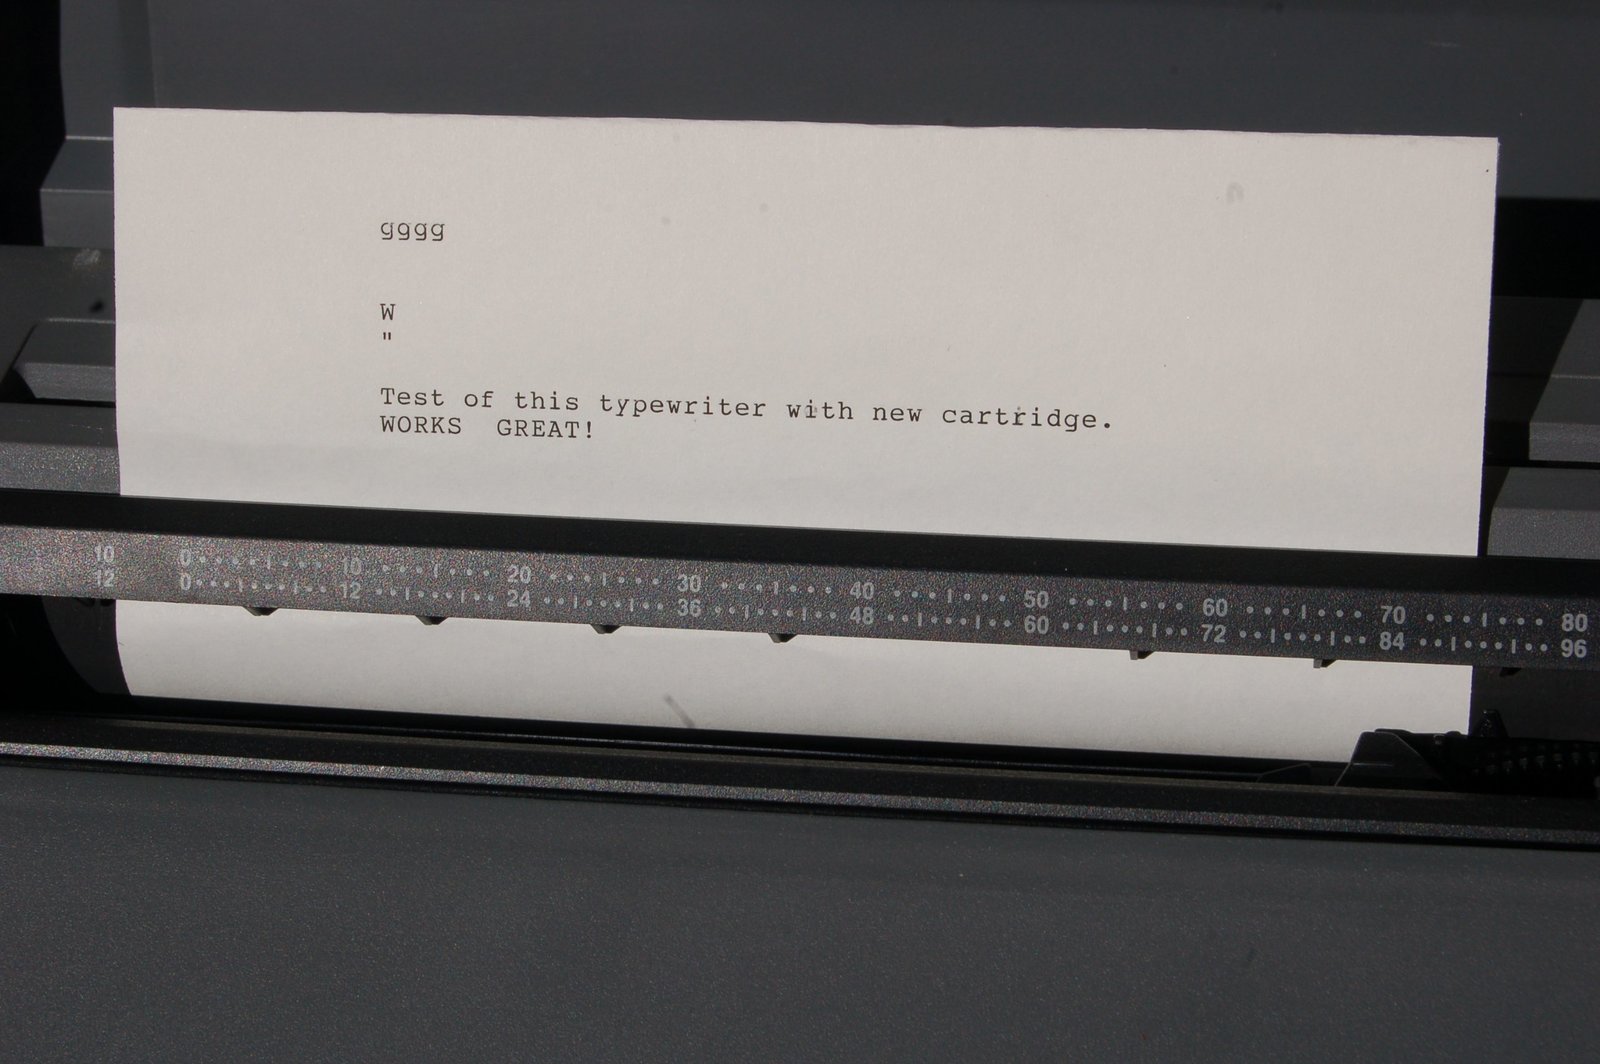 gggg
W
"
Test of this typewriter with new cartridge.
WORKS  GREAT!
10 0 10 20 30 40 50 60 70 80
12 0 12 24 36 48 60 72 84 96